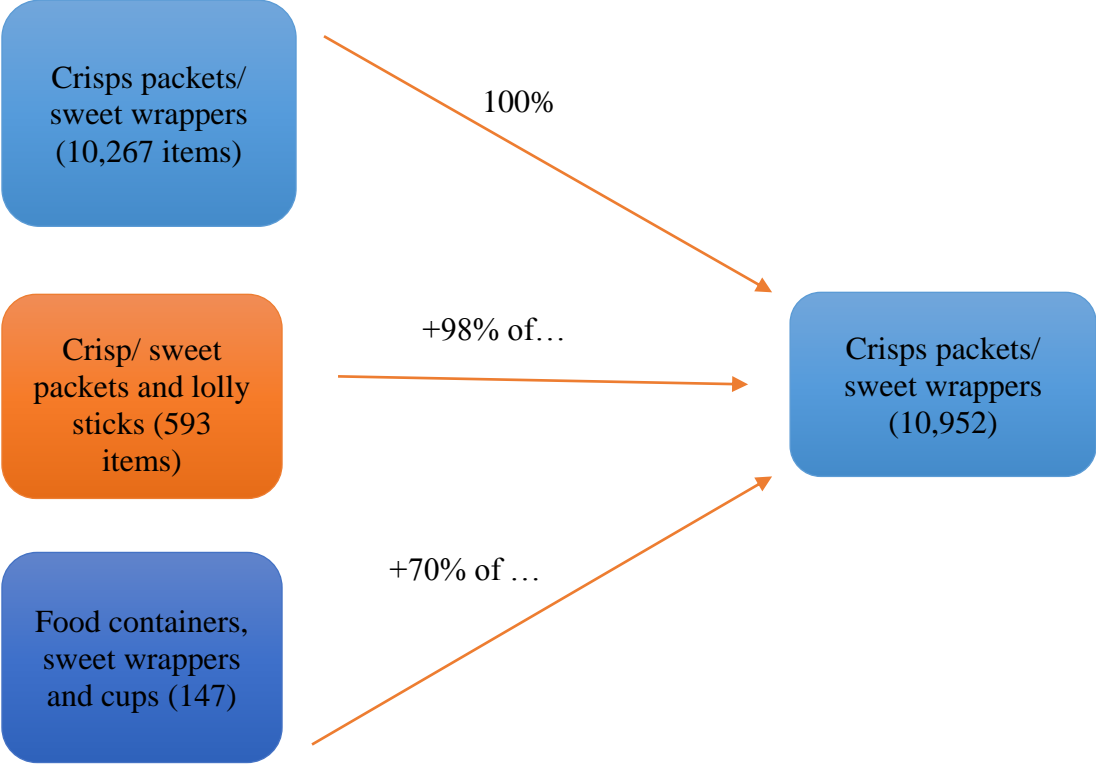 Crisps packets/
sweet wrappers
(10,267 items)
100%
Crisp/ sweet
packets and lolly
sticks (593
items)
+98% of…
Crisps packets/
sweet wrappers
(10,952)
+70% of …
Food containers,
sweet wrappers
and cups (147)